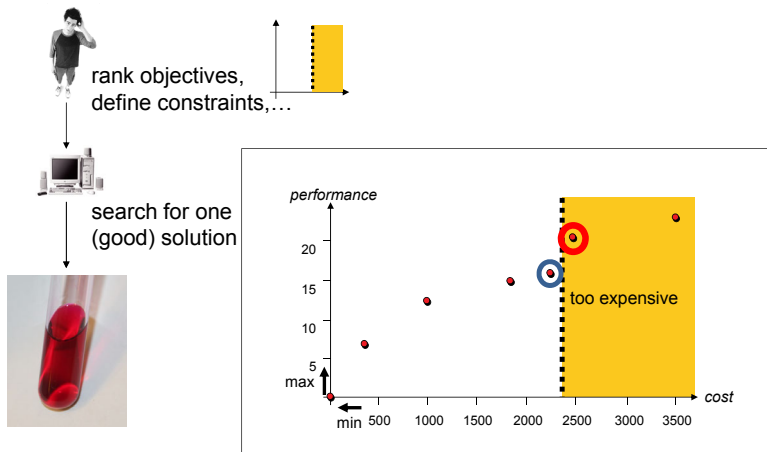 rank objectives,
define constraints,…
search for one
(good) solution
performance
20
15
10
5
too expensive
max
min
500
1000
1500
2000
2500
3000
3500
cost